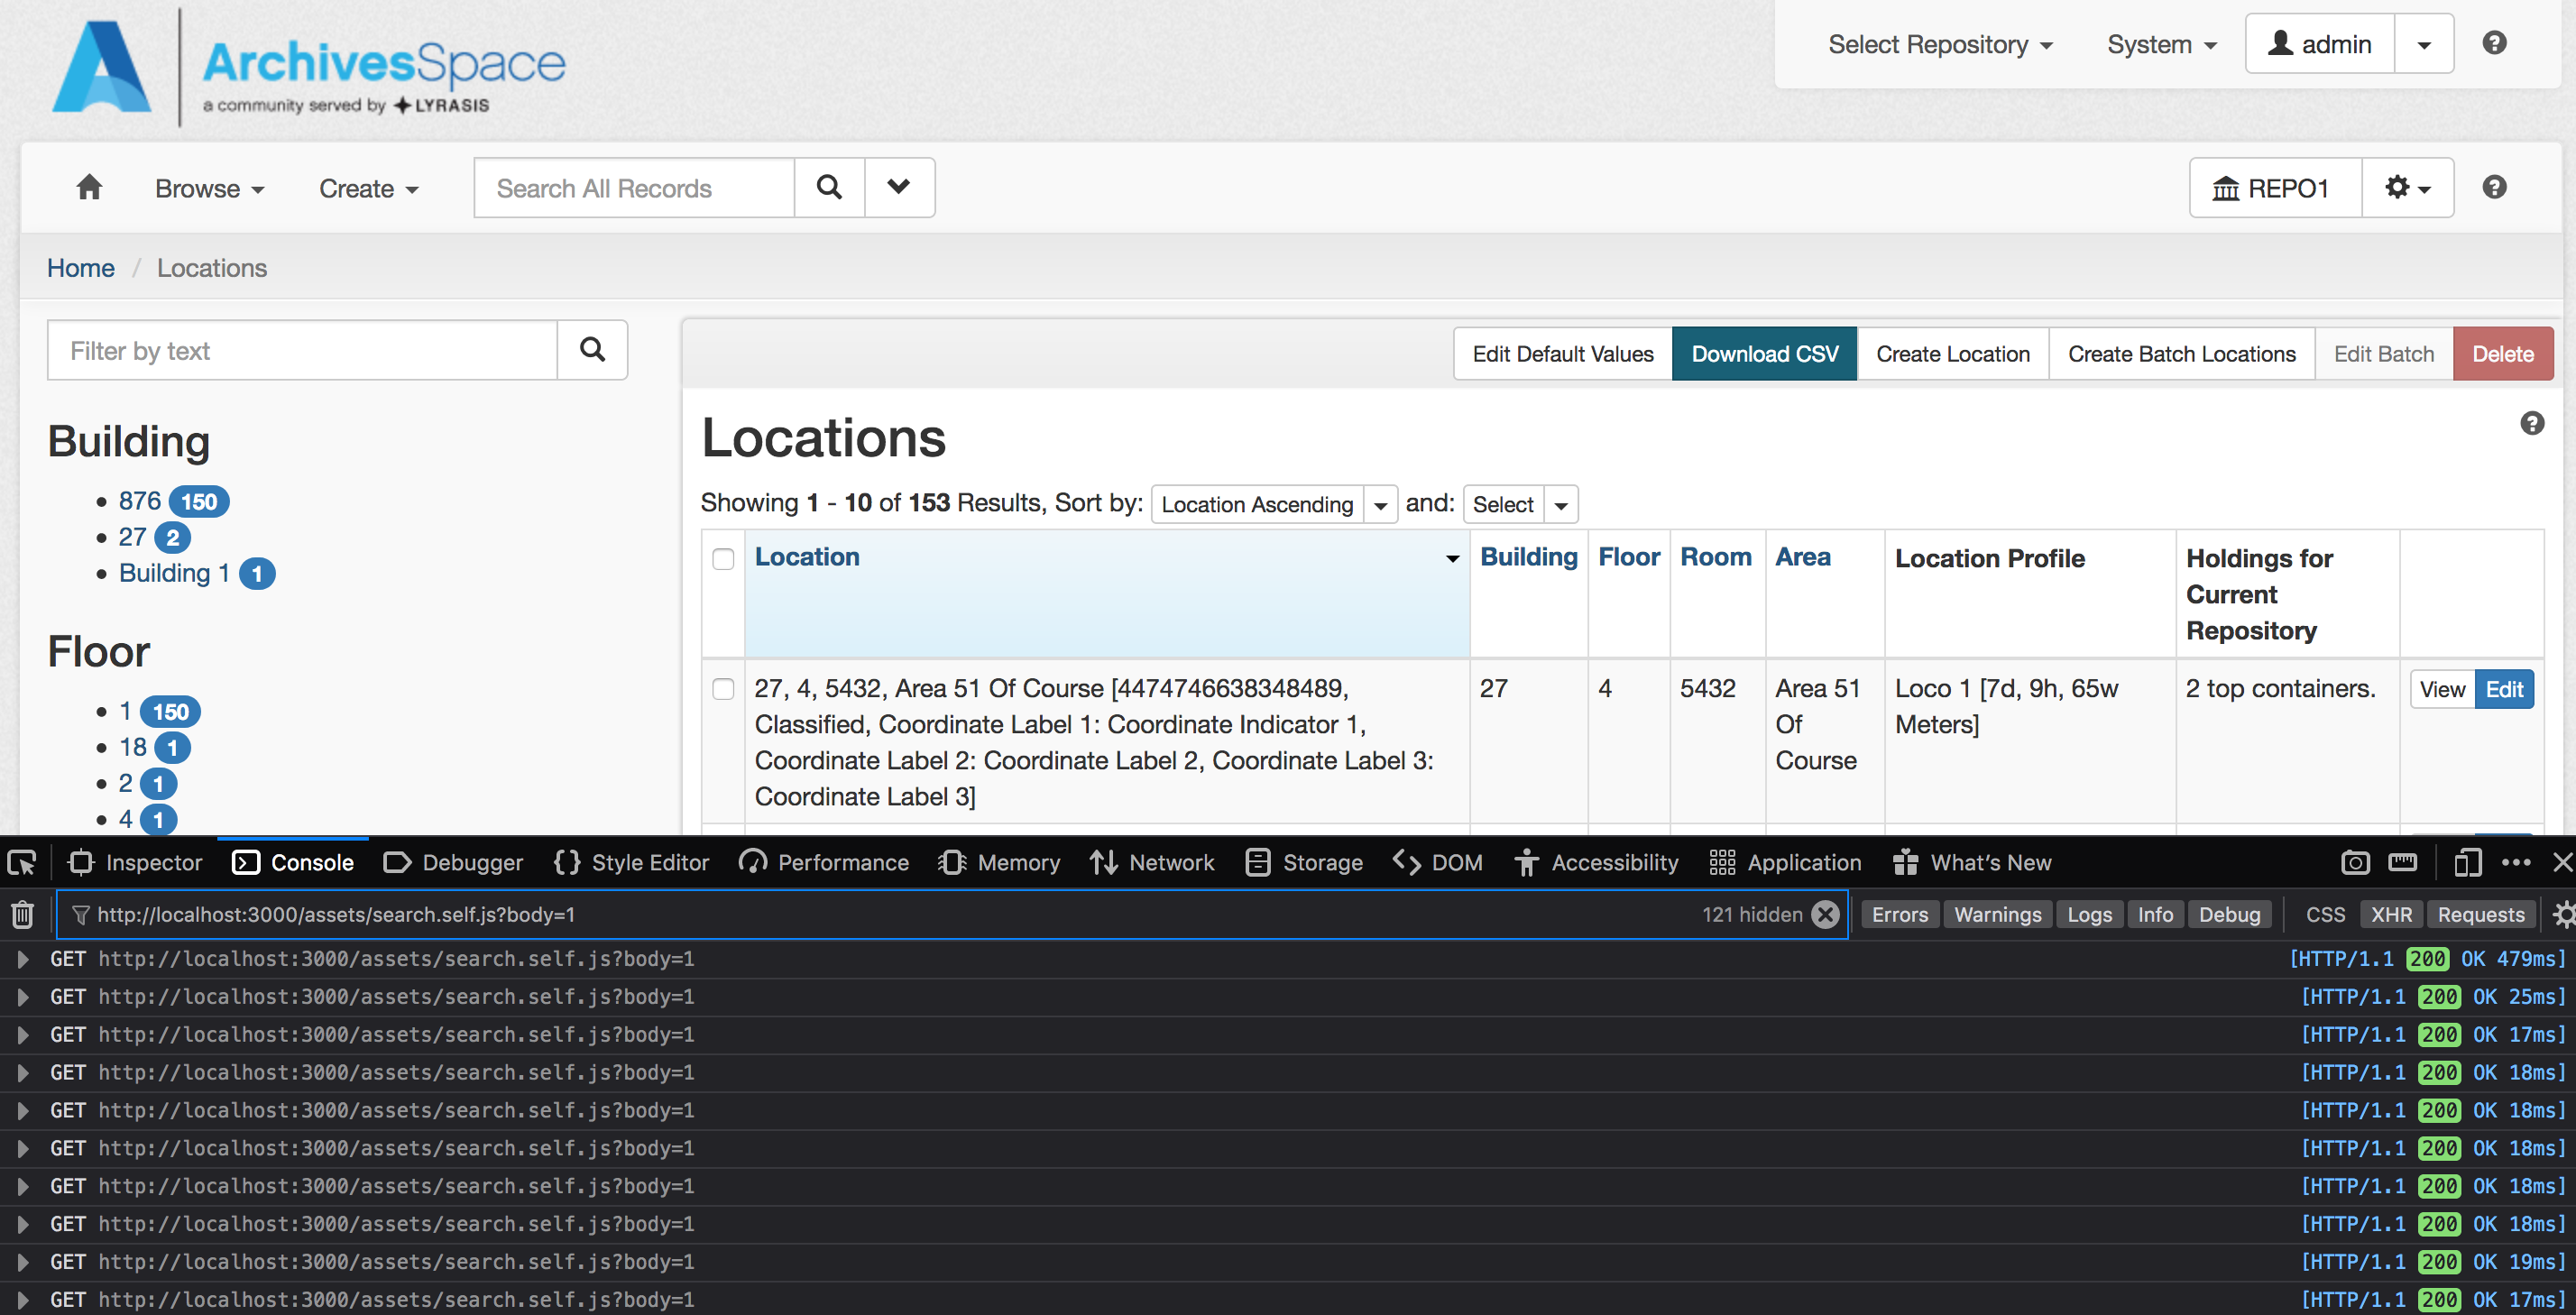 ArchivesSpace
a community served by LYRASIS
Select Repository
System
admin
Browse
Create
Search All Records
REPO1
Home / Locations
Filter by text
Building
876 150
27 2
Building 1 1
Floor
1 150
18 1
2 1
4 1
Edit Default Values
Download CSV
Create Location
Create Batch Locations
Edit Batch
Delete
Locations
Showing 1 - 10 of 153 Results, Sort by: Location Ascending and: Select
Location
Building
Floor
Room
Area
Location Profile
Holdings for
Current
Repository
27, 4, 5432, Area 51 Of Course [4474746638348489,
Classified, Coordinate Label 1: Coordinate Indicator 1,
Coordinate Label 2: Coordinate Label 2, Coordinate Label 3:
Coordinate Label 3]
27
4
5432
Area 51
Of
Course
Loco 1 [7d, 9h, 65w
Meters]
2 top containers.
View
Edit
Inspector
Console
Debugger
Style Editor
Performance
Memory
Network
Storage
DOM
Accessibility
Application
What's New
http://localhost:3000/assets/search.self.js?body=1
121 hidden
Errors
Warnings
Logs
Info
Debug
CSS
XHR
Requests
GET http://localhost:3000/assets/search.self.js?body=1 [HTTP/1.1 200 OK 479ms]
GET http://localhost:3000/assets/search.self.js?body=1 [HTTP/1.1 200 OK 25ms]
GET http://localhost:3000/assets/search.self.js?body=1 [HTTP/1.1 200 OK 17ms]
GET http://localhost:3000/assets/search.self.js?body=1 [HTTP/1.1 200 OK 18ms]
GET http://localhost:3000/assets/search.self.js?body=1 [HTTP/1.1 200 OK 18ms]
GET http://localhost:3000/assets/search.self.js?body=1 [HTTP/1.1 200 OK 18ms]
GET http://localhost:3000/assets/search.self.js?body=1 [HTTP/1.1 200 OK 18ms]
GET http://localhost:3000/assets/search.self.js?body=1 [HTTP/1.1 200 OK 18ms]
GET http://localhost:3000/assets/search.self.js?body=1 [HTTP/1.1 200 OK 19ms]
GET http://localhost:3000/assets/search.self.js?body=1 [HTTP/1.1 200 OK 17ms]